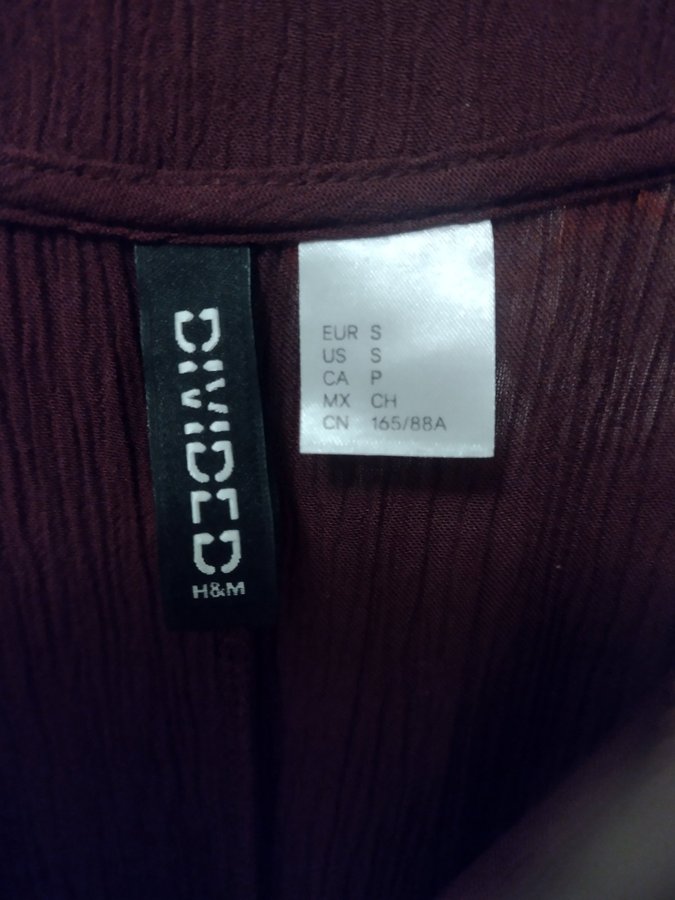 DIVIDED
H&M
EUR S
US S
CA P
MX CH
CN 165/88A